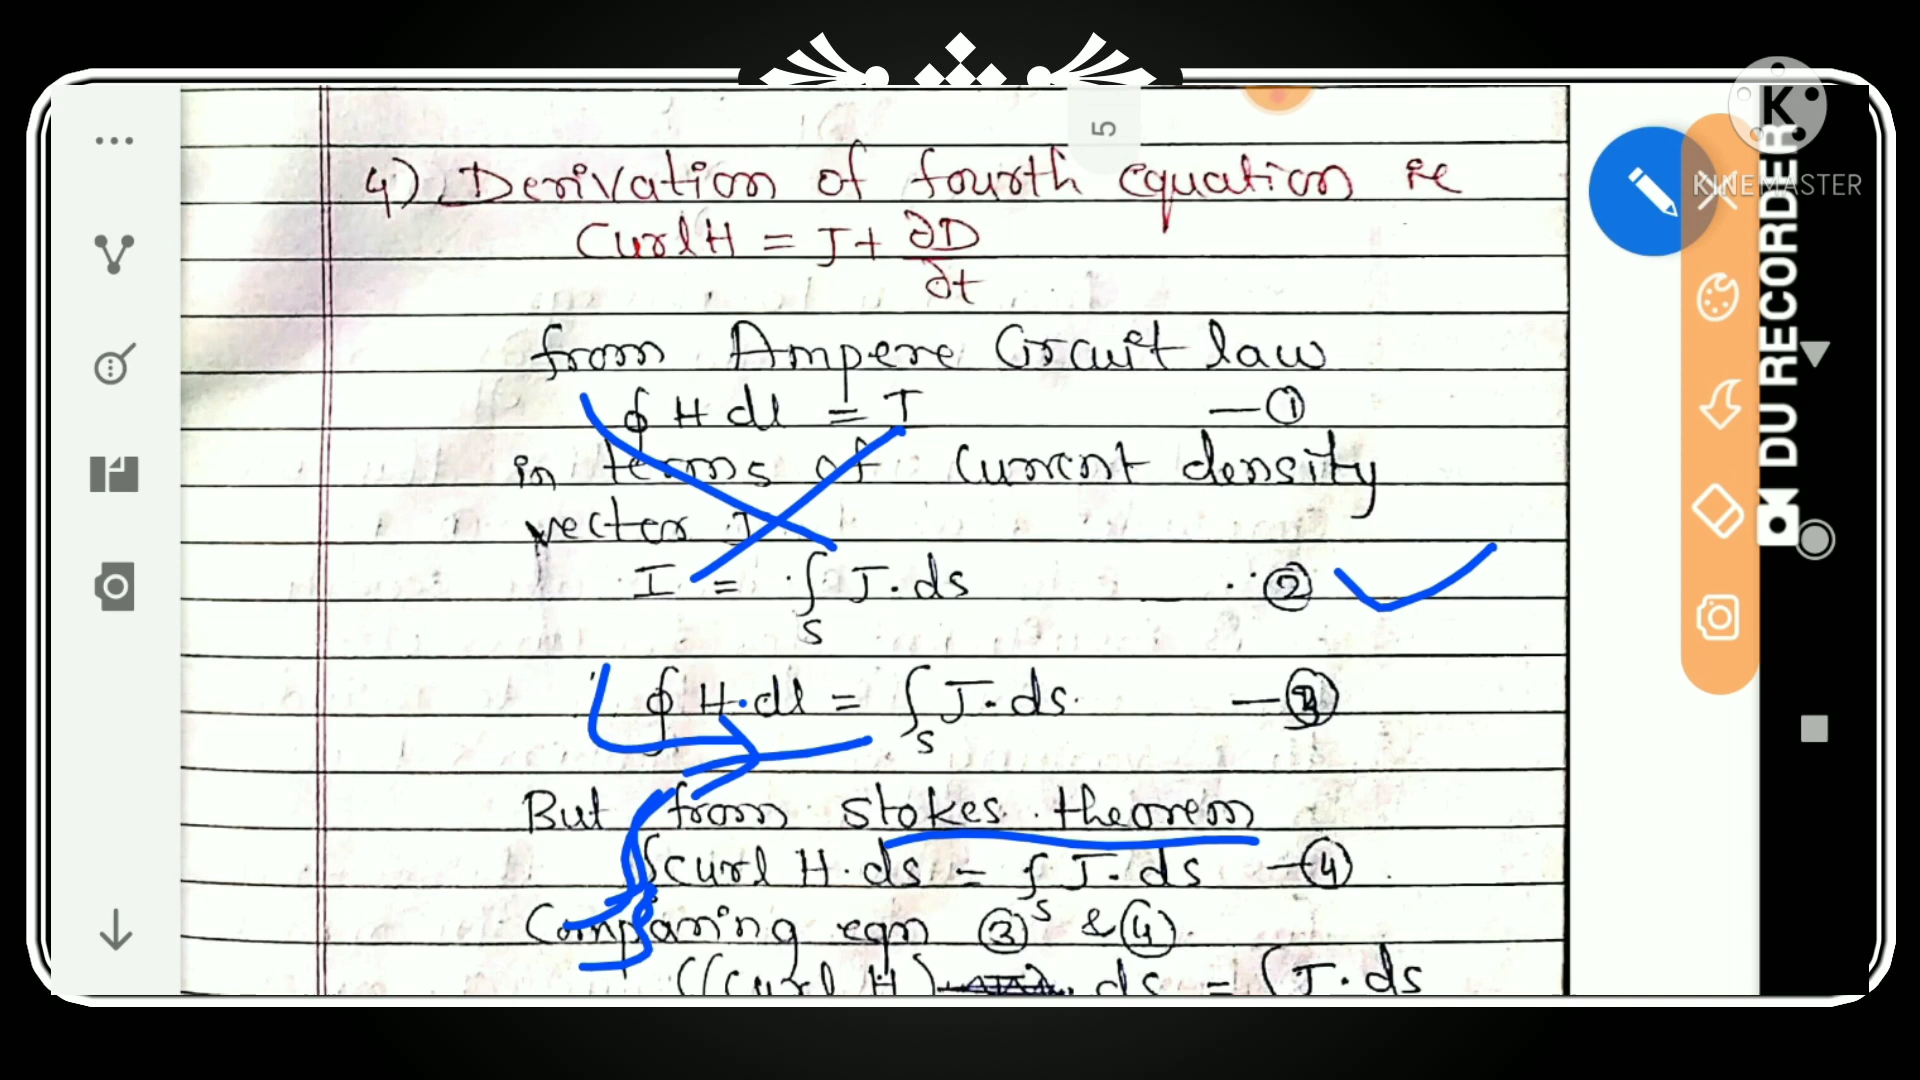 5
4) Derivation of fourth equation ie
Curl H = J + ∂D/∂t
from Ampere Circuit law
∮ H dl = I —①
in terms of Current density
vector J
I = ∫s J·ds ②
∮ H·dl = ∫s J·ds —③
But from Stokes theorem
∫curl H·ds = ∫s J·ds —④
Comparing eqn ③ & ④
(Curl H) ds = ∫J·ds
K
KINEMASTER
DU RECORDER